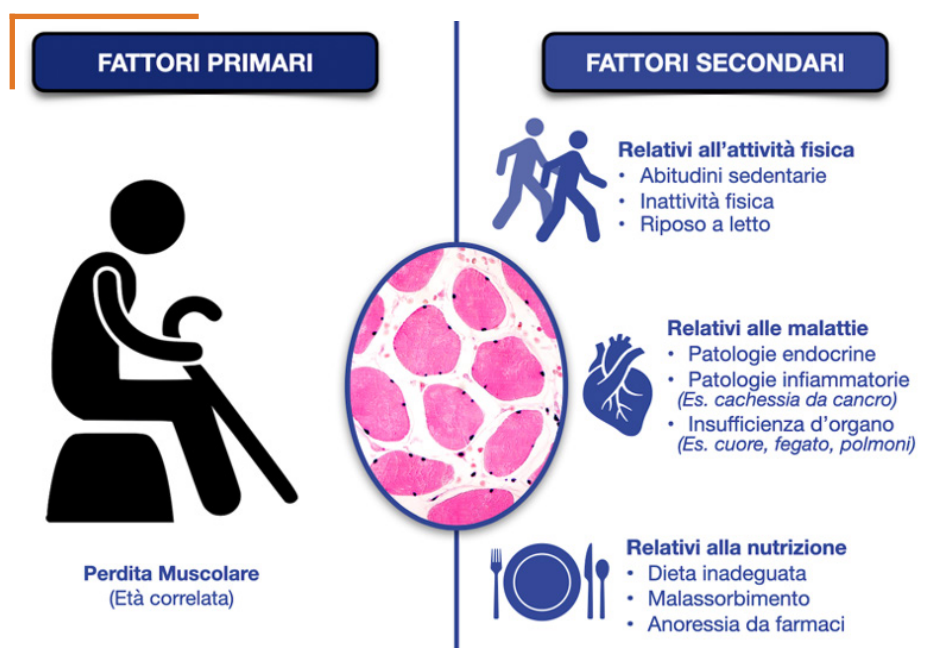 FATTORI PRIMARI
Perdita Muscolare
(Età correlata)
FATTORI SECONDARI
Relativi all'attività fisica
• Abitudini sedentarie
• Inattività fisica
• Riposo a letto
Relativi alle malattie
• Patologie endocrine
• Patologie infiammatorie
(Es. cachessia da cancro)
• Insufficienza d'organo
(Es. cuore, fegato, polmoni)
Relativi alla nutrizione
• Dieta inadeguata
• Malassorbimento
• Anoressia da farmaci